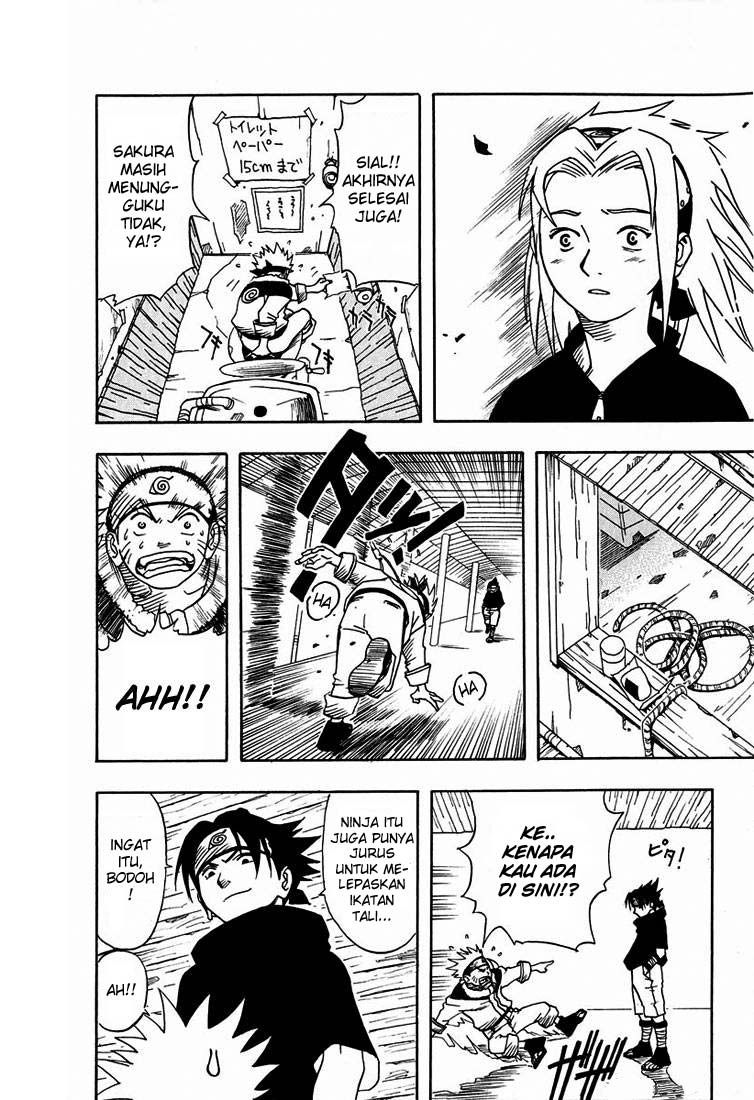 SIAL!!
AKHIRNYA
SELESAI
JUGA!
SAKURA
MASIH
MENUNG-
GUKU
TIDAK,
YA!?
トイレット
ペーパー
15cmまで
HA
HA
AHH!!
KE..
KENAPA
KAU ADA
DI SINI!?
ピタ!
NINJA ITU
JUGA PUNYA
JURUS
UNTUK ME-
LEPASKAN
IKATAN
TALI...
INGAT
ITU,
BODOH
!
AH!!